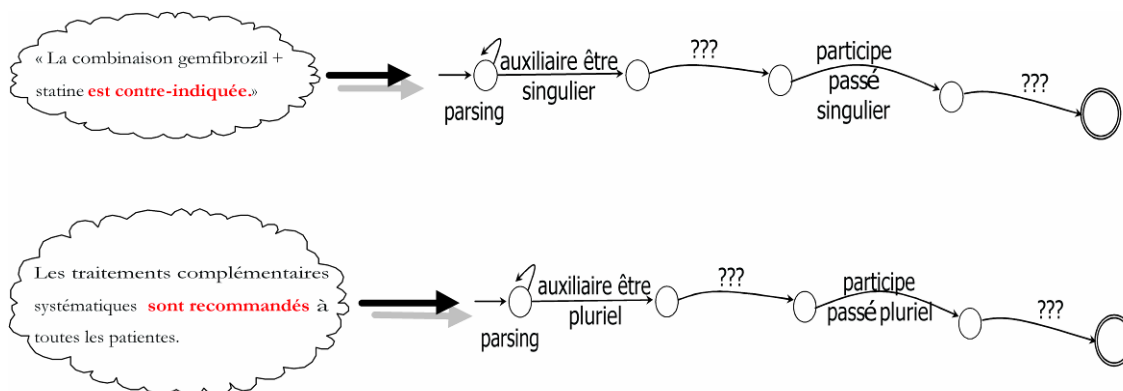 « La combinaison gemfibrozil +
statine est contre-indiquée.»
parsing
auxiliaire être
singulier
???
participe
passé
singulier
???
Les traitements complémentaires
systématiques sont recommandés à
toutes les patientes.
parsing
auxiliaire être
pluriel
???
participe
passé pluriel
???